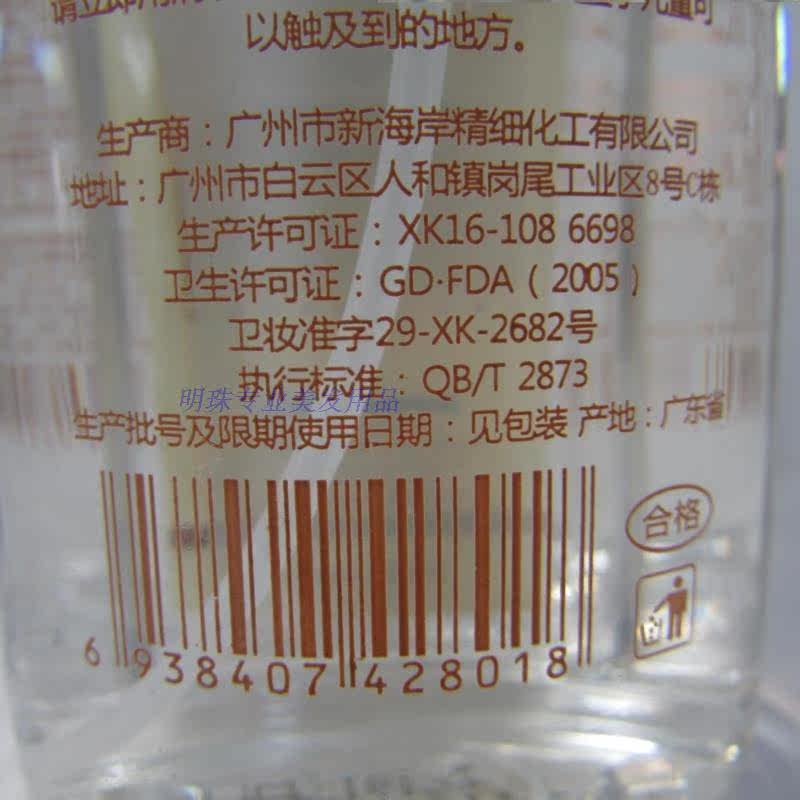 以触及到的地方。
生产商：广州市新海岸精细化工有限公司
地址：广州市白云区人和镇岗尾工业区8号C栋
生产许可证：XK16-108 6698
卫生许可证：GD·FDA（2005）
卫妆准字29-XK-2682号
执行标准：QB/T 2873
明珠专业美发用品
生产批号及限期使用日期：见包装 产地：广东省
合格
6 938407 428018